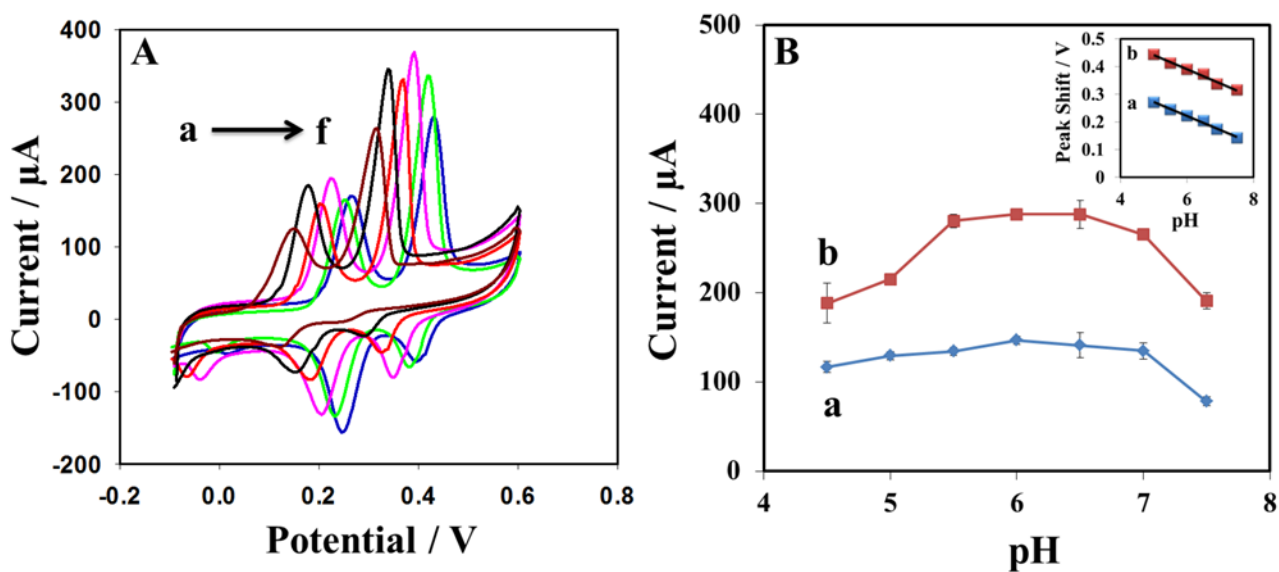 A
a f
400
300
200
100
0
-100
-200
-0.2 0.0 0.2 0.4 0.6 0.8
Current / µA
Potential / V
B
b
a
500
400
300
200
100
0
4 5 6 7 8
Current / µA
pH
b
a
0.5
0.4
0.3
0.2
0.1
0
4 6 8
Peak Shift / V
pH